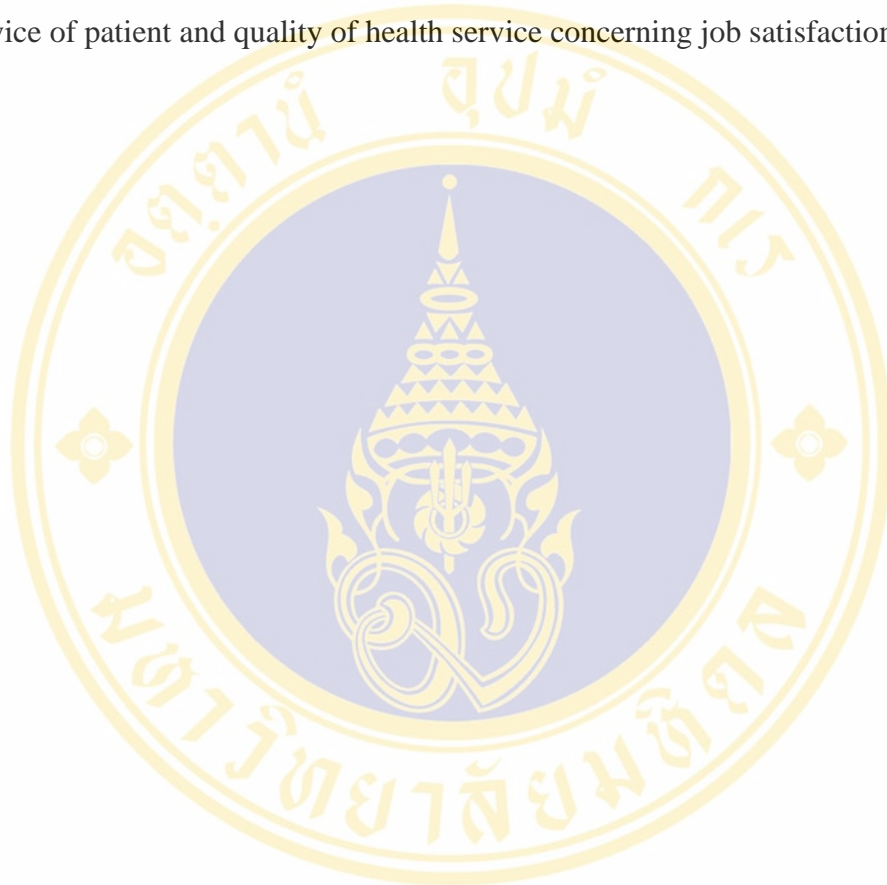 vice of patient and quality of health service concerning job satisfaction
อตฺตานํ อุปมํ กเร
มหาวิทยาลัยมหิดล